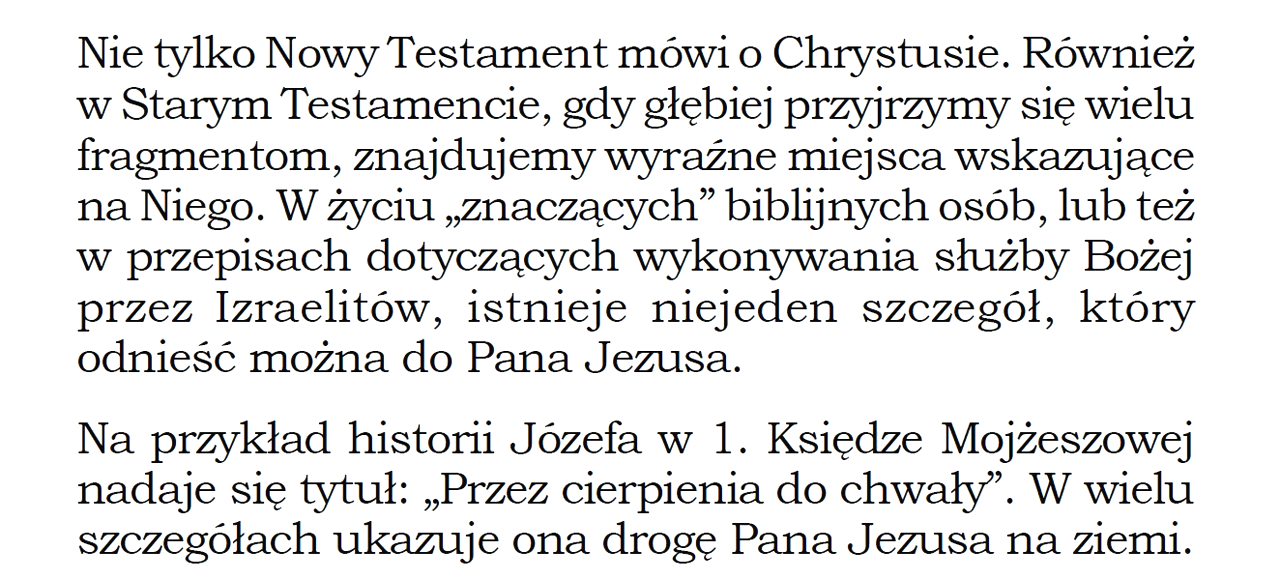 Nie tylko Nowy Testament mówi o Chrystusie. Również
w Starym Testamencie, gdy głębiej przyjrzymy się wielu
fragmentom, znajdujemy wyraźne miejsca wskazujące
na Niego. W życiu „znaczących” biblijnych osób, lub też
w przepisach dotyczących wykonywania służby Bożej
przez Izraelitów, istnieje niejeden szczegół, który
odnieść można do Pana Jezusa.
Na przykład historii Józefa w 1. Księdze Mojżeszowej
nadaje się tytuł: „Przez cierpienia do chwały”. W wielu
szczegółach ukazuje ona drogę Pana Jezusa na ziemi.